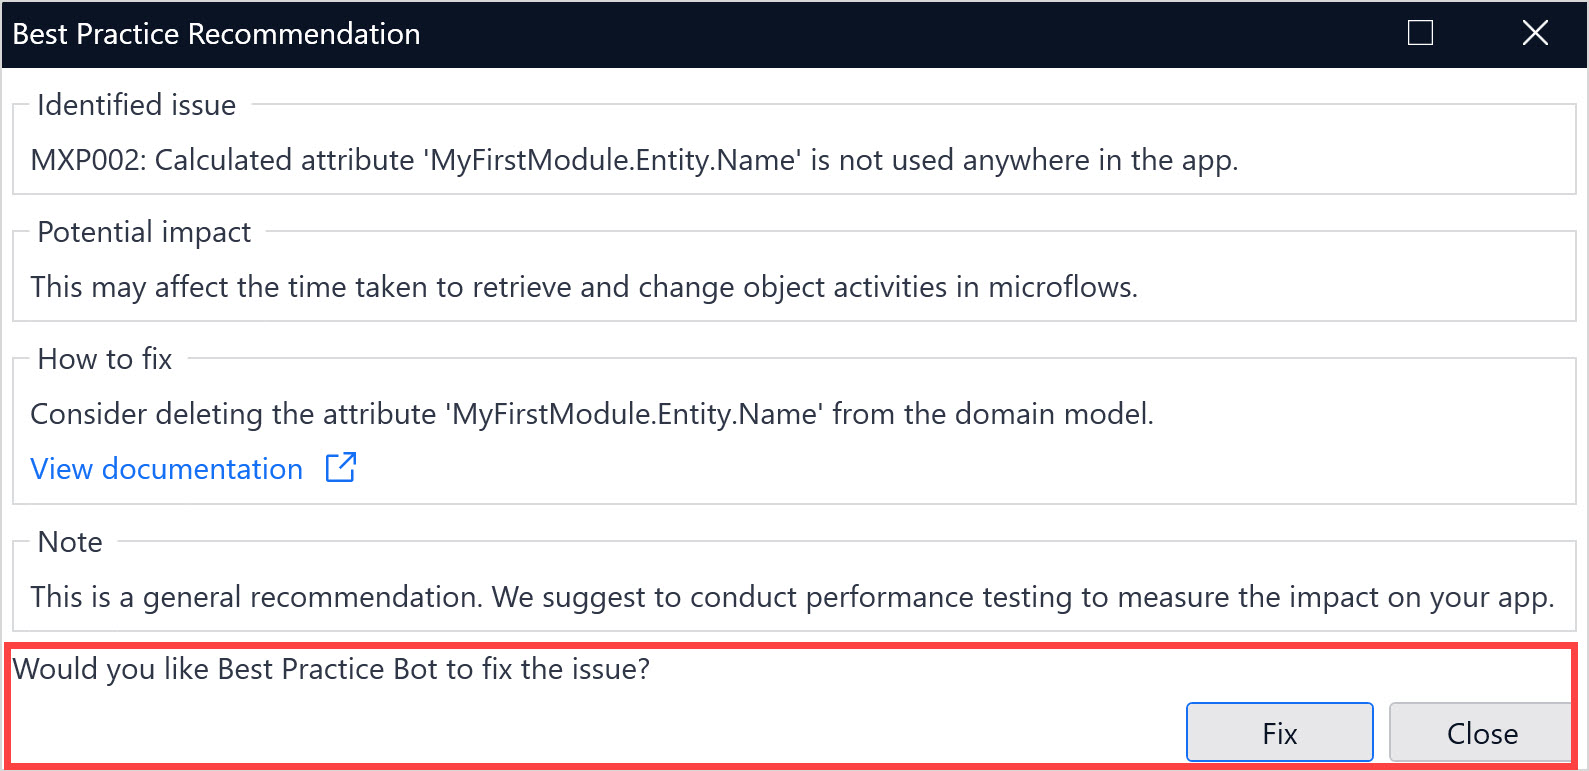 Best Practice Recommendation
Identified issue
MXP002: Calculated attribute 'MyFirstModule.Entity.Name' is not used anywhere in the app.
Potential impact
This may affect the time taken to retrieve and change object activities in microflows.
How to fix
Consider deleting the attribute 'MyFirstModule.Entity.Name' from the domain model.
View documentation
Note
This is a general recommendation. We suggest to conduct performance testing to measure the impact on your app.
Would you like Best Practice Bot to fix the issue?
Fix Close